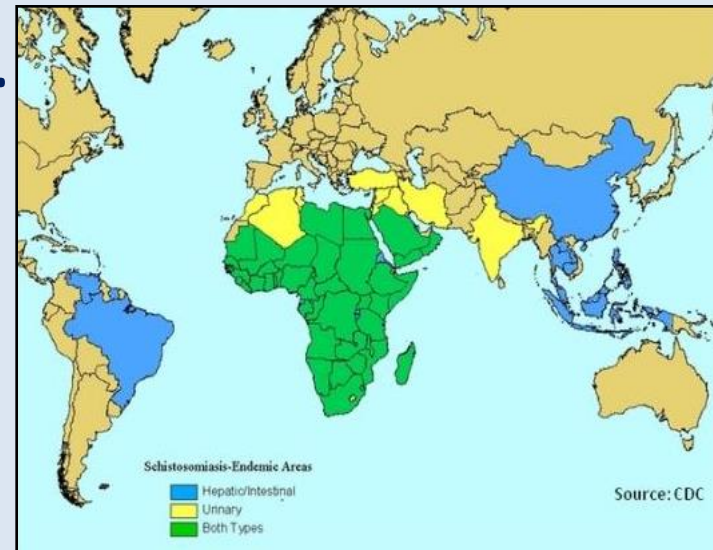 Schistosomiasis-Endemic Areas
Hepatic/Intestinal
Urinary
Both Types
Source: CDC